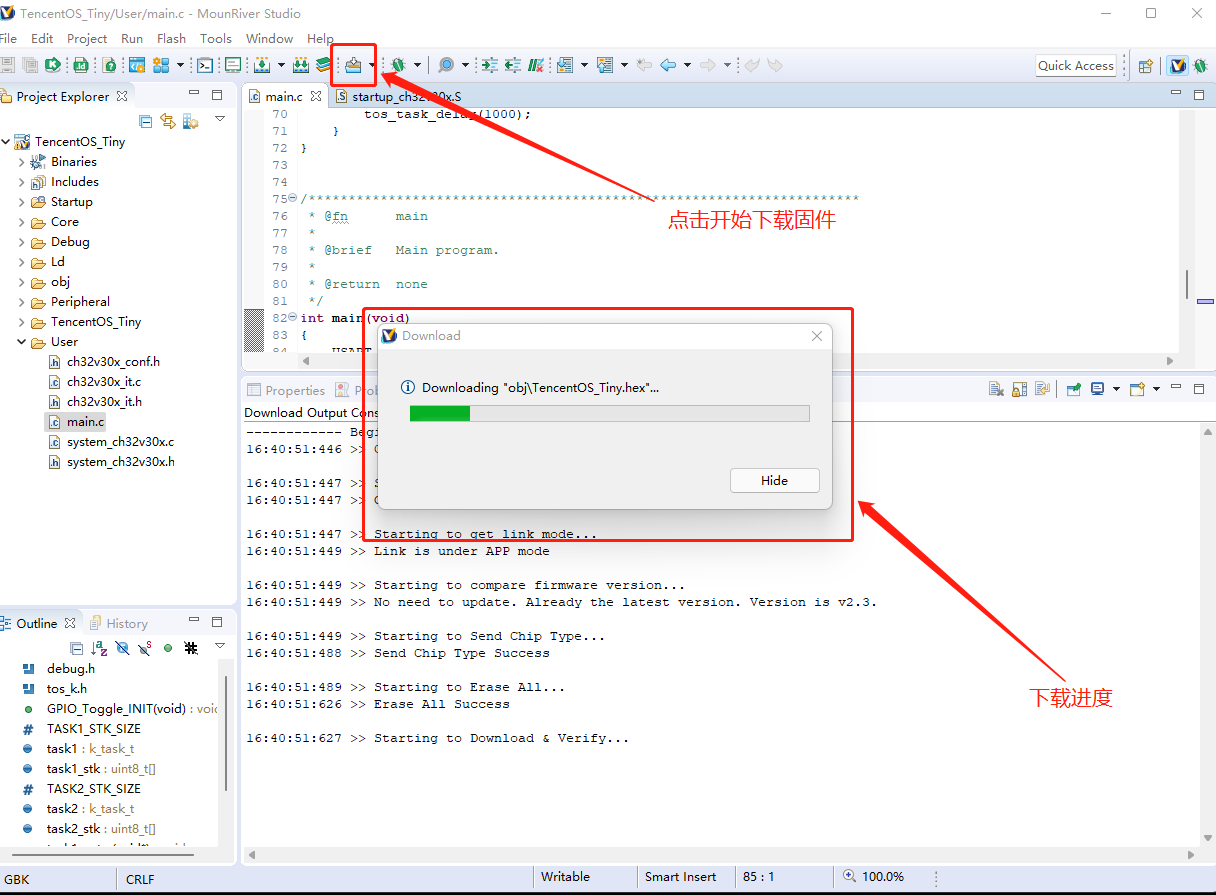 TencentOS_Tiny/User/main.c - MounRiver Studio
File Edit Project Run Flash Tools Window Help
Quick Access
Project Explorer
TencentOS_Tiny
Binaries
Includes
Startup
Core
Debug
Ld
obj
Peripheral
TencentOS_Tiny
User
ch32v30x_conf.h
ch32v30x_it.c
ch32v30x_it.h
main.c
system_ch32v30x.c
system_ch32v30x.h
main.c startup_ch32v30x.S
70 tos_task_delay(1000);
71 }
72 }
73
74
75 /*********************************************************************
76 * @fn main
77 *
78 * @brief Main program.
79 *
80 * @return none
81 */
82 int main(void)
83 {
84 USART
点击开始下载固件
Download
Downloading "obj\TencentOS_Tiny.hex"...
Hide
下载进度
Properties
Download Output Con
------------ Begi
16:40:51:446 >>
16:40:51:447 >>
16:40:51:447 >>
16:40:51:447 >> Starting to get link mode...
16:40:51:449 >> Link is under APP mode
16:40:51:449 >> Starting to compare firmware version...
16:40:51:449 >> No need to update. Already the latest version. Version is v2.3.
16:40:51:449 >> Starting to Send Chip Type...
16:40:51:488 >> Send Chip Type Success
16:40:51:489 >> Starting to Erase All...
16:40:51:626 >> Erase All Success
16:40:51:627 >> Starting to Download & Verify...
Outline History
debug.h
tos_k.h
GPIO_Toggle_INIT(void) : void
TASK1_STK_SIZE
task1 : k_task_t
task1_stk : uint8_t[]
TASK2_STK_SIZE
task2 : k_task_t
task2_stk : uint8_t[]
GBK CRLF Writable Smart Insert 85 : 1 100.0%